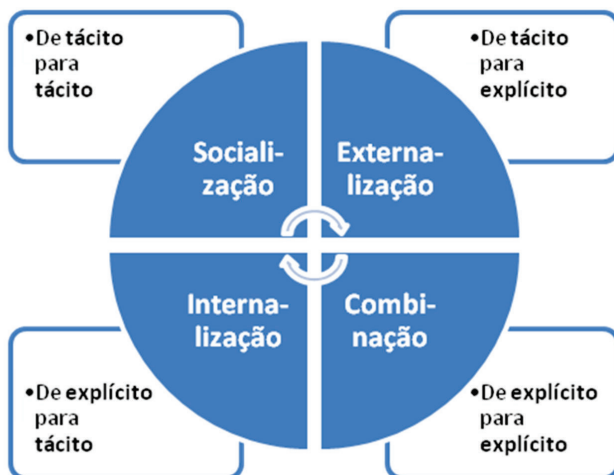 •De tácito
para
tácito
•De tácito
para
explícito
Sociali-
zação
Externa-
lização
Interna-
lização
Combi-
nação
•De explícito
para
tácito
•De explícito
para
explícito